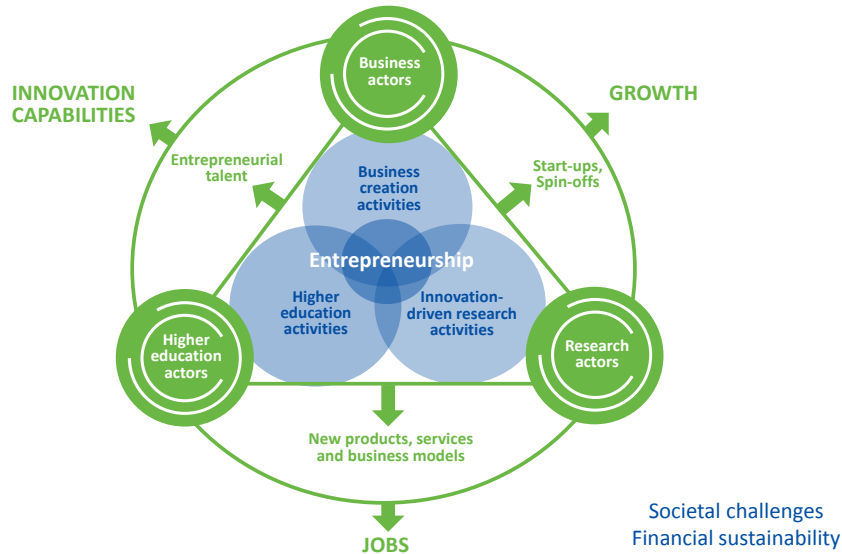 Business
actors
INNOVATION
CAPABILITIES
GROWTH
Entrepreneurial
talent
Business
creation
activities
Start-ups,
Spin-offs
Entrepreneurship
Higher
education
activities
Innovation-
driven research
activities
Higher
education
actors
Research
actors
New products, services
and business models
JOBS
Societal challenges
Financial sustainability